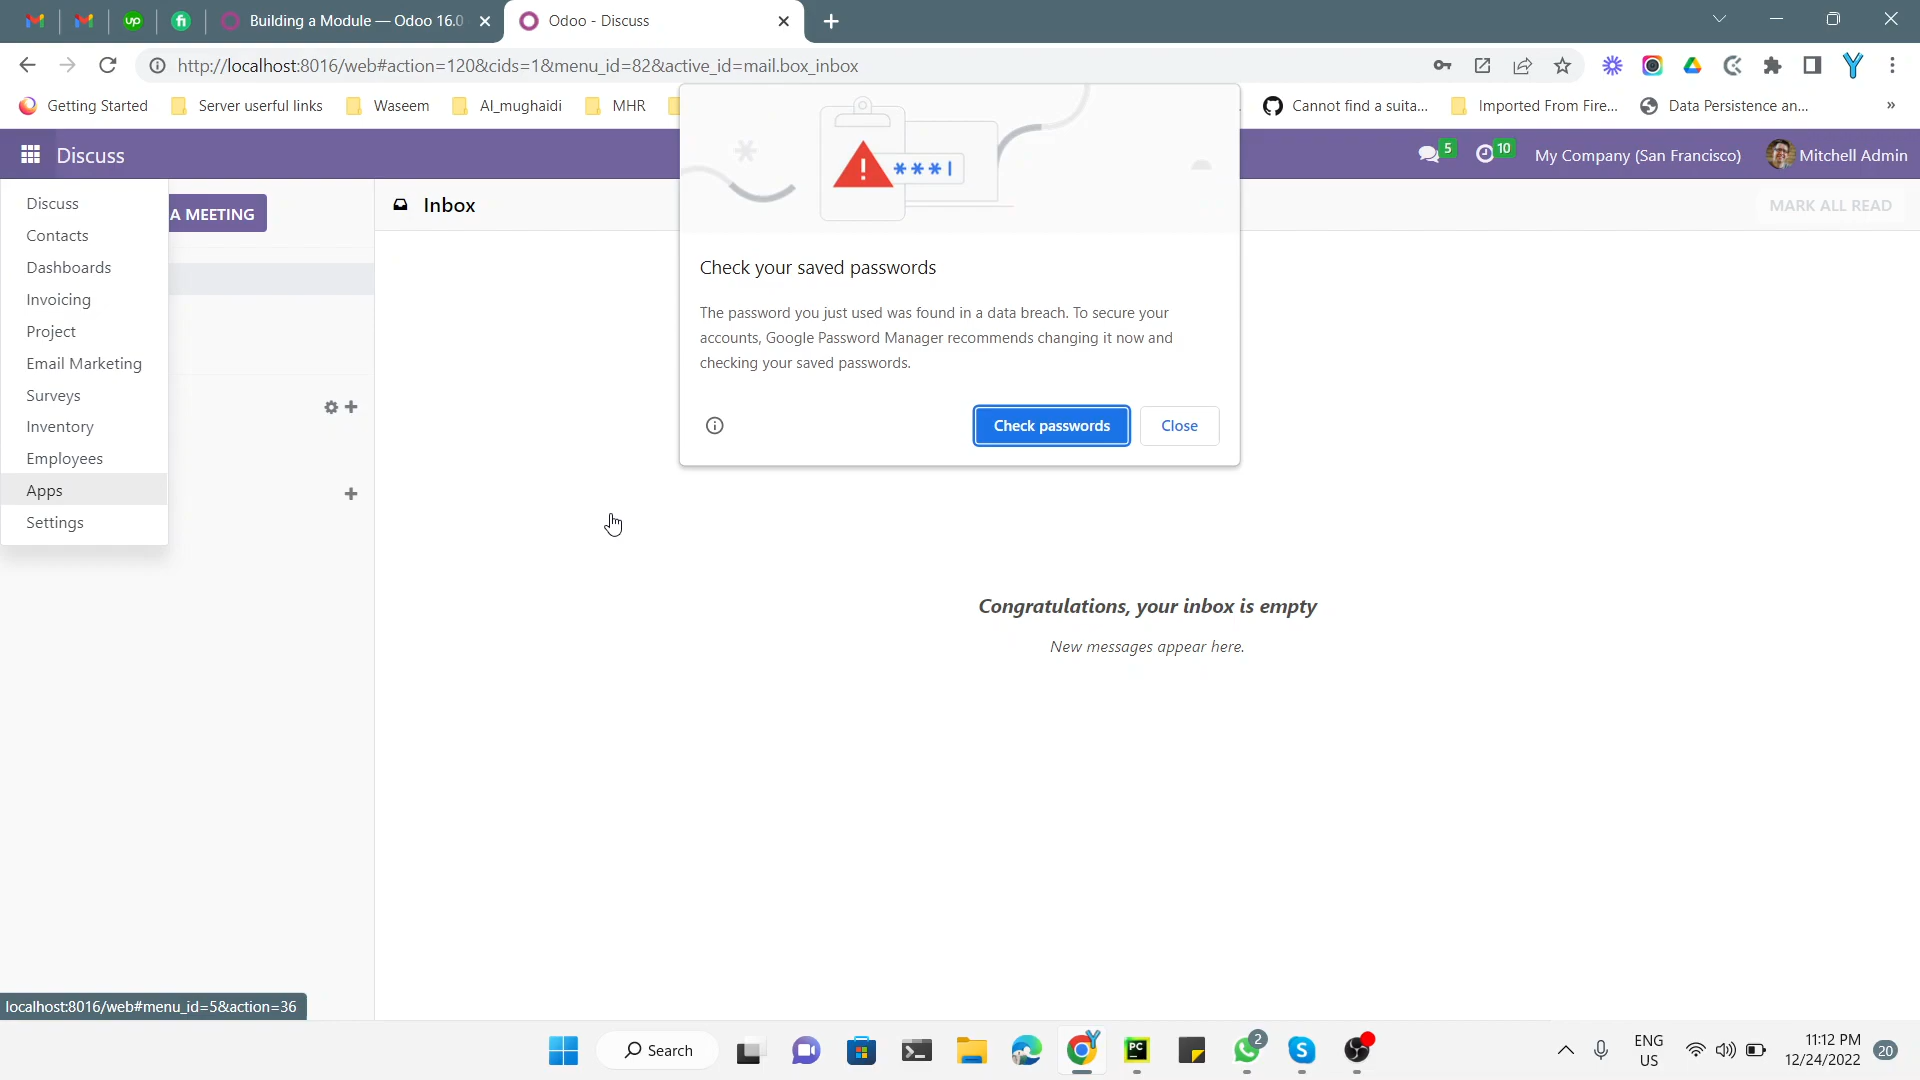 Building a Module — Odoo 16.0
Odoo - Discuss
http://localhost:8016/web#action=120&cids=1&menu_id=82&active_id=mail.box_inbox
Getting Started
Server userful links
Waseem
Al_mughaidi
MHR
Cannot find a suita...
Imported From Fire...
Data Persistence an...
»
Discuss
5
10
My Company (San Francisco)
Mitchell Admin
Discuss
Contacts
Dashboards
Invoicing
Project
Email Marketing
Surveys
Inventory
Employees
Apps
Settings
A MEETING
Inbox
MARK ALL READ
***|
Check your saved passwords
The password you just used was found in a data breach. To secure your
accounts, Google Password Manager recommends changing it now and
checking your saved passwords.
Check passwords
Close
Congratulations, your inbox is empty
New messages appear here.
localhost:8016/web#menu_id=5&action=36
Search
PC
2
S
ENG
US
11:12 PM
12/24/2022
20